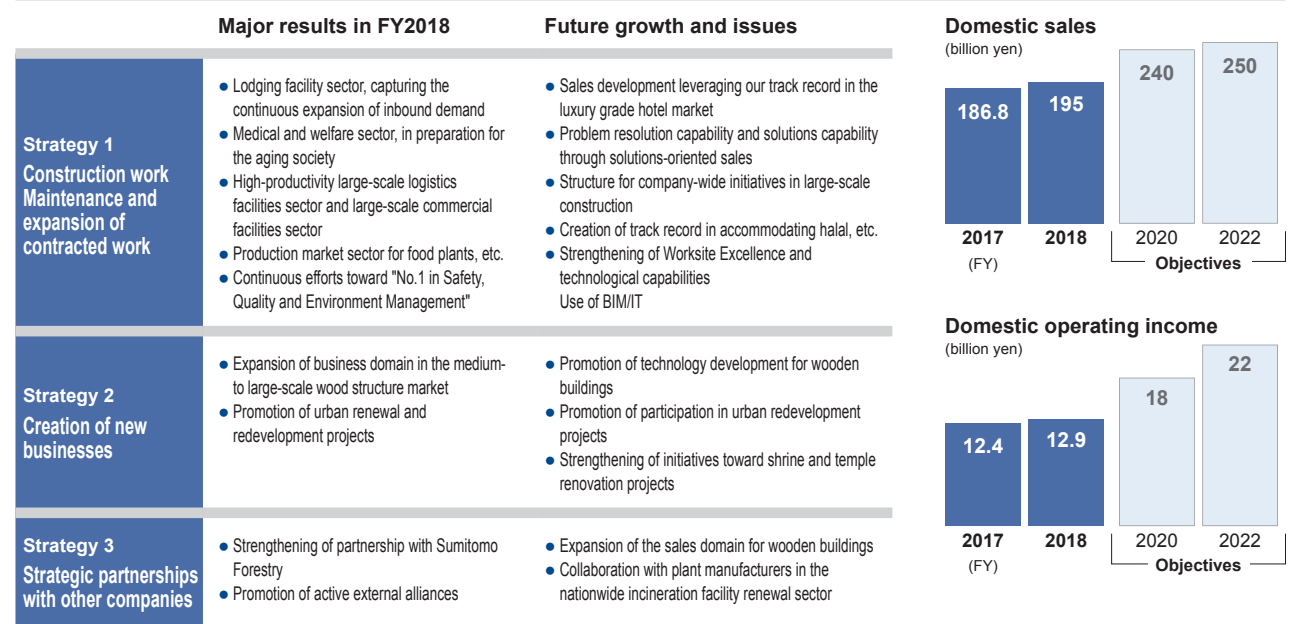 Major results in FY2018
Future growth and issues
Strategy 1
Construction work
Maintenance and
expansion of
contracted work
● Lodging facility sector, capturing the
continuous expansion of inbound demand
● Medical and welfare sector, in preparation for
the aging society
● High-productivity large-scale logistics
facilities sector and large-scale commercial
facilities sector
● Production market sector for food plants, etc.
● Continuous efforts toward "No.1 in Safety,
Quality and Environment Management"
● Sales development leveraging our track record in the
luxury grade hotel market
● Problem resolution capability and solutions capability
through solutions-oriented sales
● Structure for company-wide initiatives in large-scale
construction
● Creation of track record in accommodating halal, etc.
● Strengthening of Worksite Excellence and
technological capabilities
Use of BIM/IT
Strategy 2
Creation of new
businesses
● Expansion of business domain in the medium-
to large-scale wood structure market
● Promotion of urban renewal and
redevelopment projects
● Promotion of technology development for wooden
buildings
● Promotion of participation in urban redevelopment
projects
● Strengthening of initiatives toward shrine and temple
renovation projects
Strategy 3
Strategic partnerships
with other companies
● Strengthening of partnership with Sumitomo
Forestry
● Promotion of active external alliances
● Expansion of the sales domain for wooden buildings
● Collaboration with plant manufacturers in the
nationwide incineration facility renewal sector
Domestic sales
(billion yen)
186.8 195 240 250
2017 2018 2020 2022
(FY) Objectives
Domestic operating income
(billion yen)
12.4 12.9 18 22
2017 2018 2020 2022
(FY) Objectives